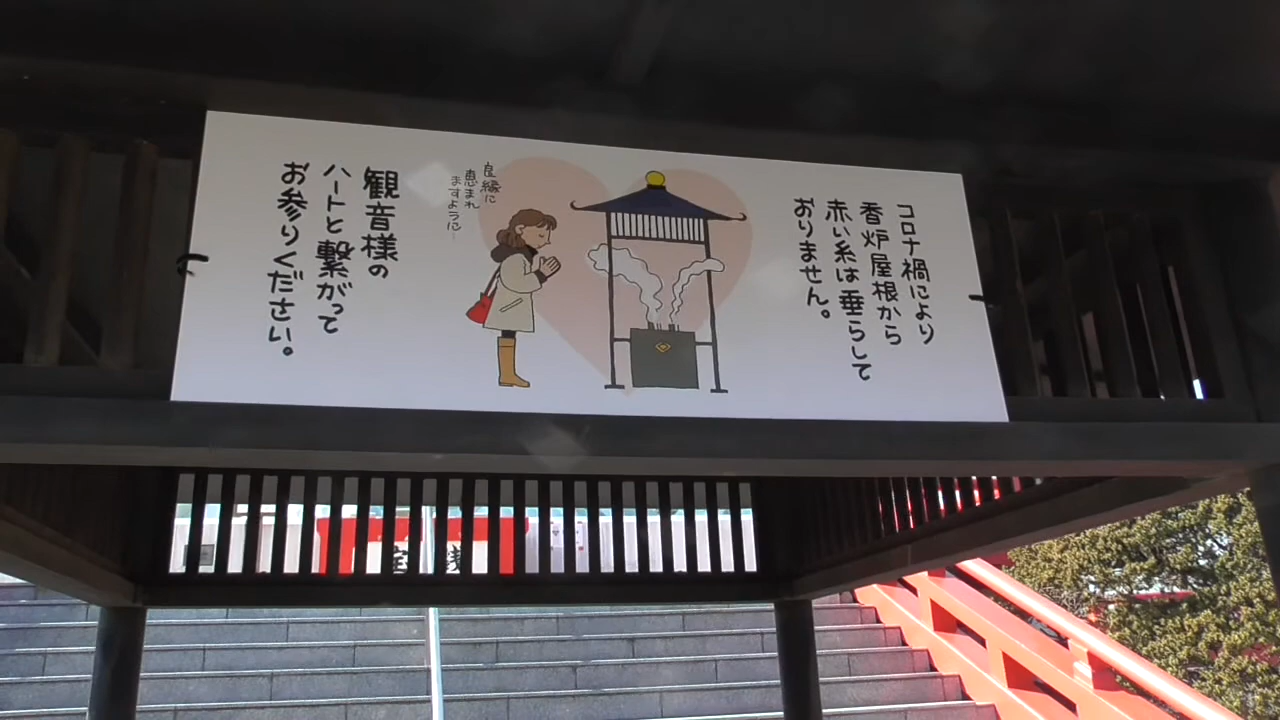 コロナ禍により
香炉屋根から
赤い糸は垂らして
おりません。
良縁に
恵まれ
ますように…
観音様の
ハートと繋がって
お参りください。